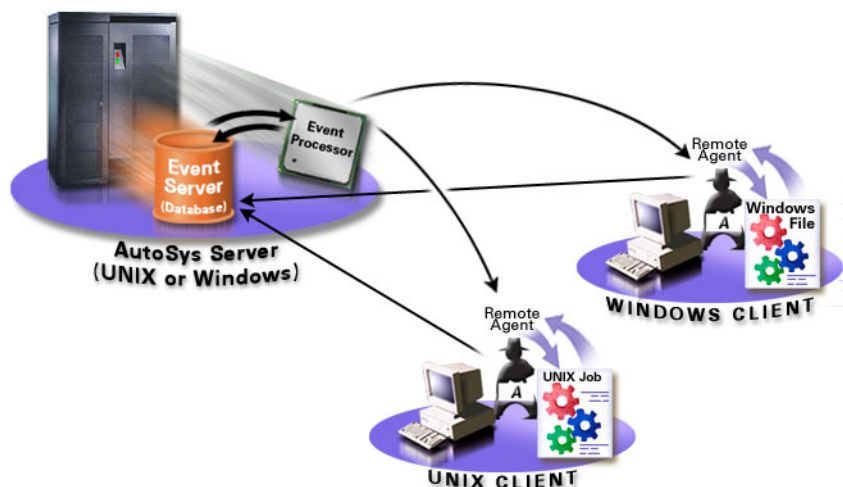 Event
Processor
Event
Server
(Database)
AutoSys Server
(UNIX or Windows)
Remote
Agent
A
Windows
File
WINDOWS CLIENT
Remote
Agent
A
UNIX Job
UNIX CLIENT